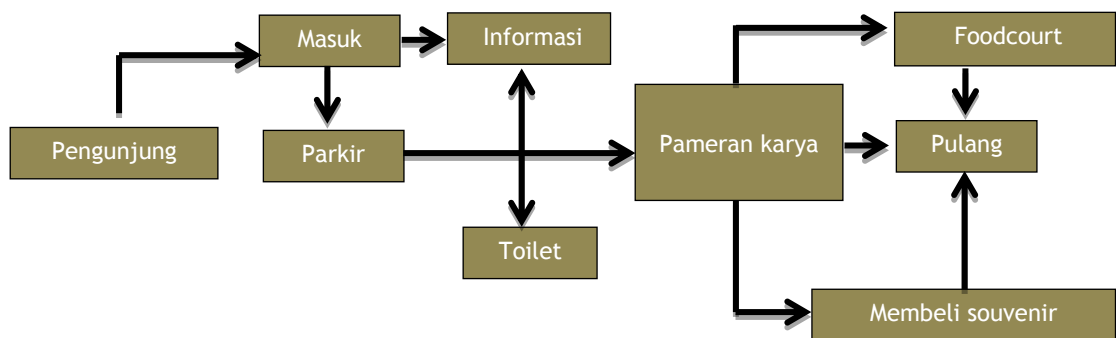 Masuk
Informasi
Foodcourt
Pengunjung
Parkir
Pameran karya
Pulang
Toilet
Membeli souvenir